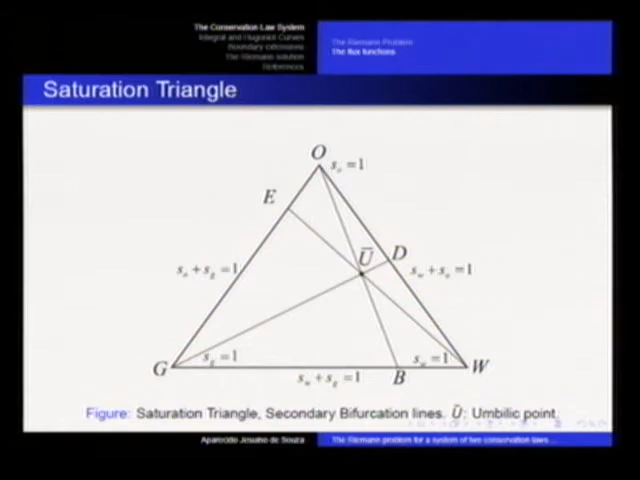 The Conservation Law System
Integral and Hugoniot Curves
Boundary extensions
The Riemann solution
References
The Riemann Problem
The flux functions
Saturation Triangle
O
s_o = 1
E
Ū
D
s_o + s_g = 1
s_w + s_o = 1
s_g = 1
s_w = 1
G
W
s_w + s_g = 1
B
Figure: Saturation Triangle, Secondary Bifurcation lines. Ū: Umbilic point.
Aparecido Jesuino de Souza
The Riemann problem for a system of two conservation laws ...